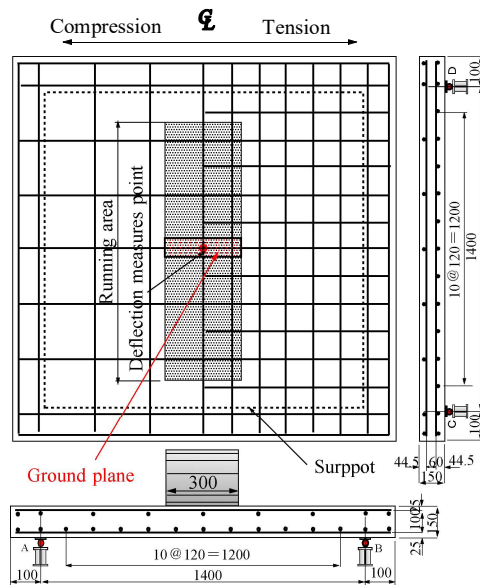 ℄
Compression
Tension
Running area
Deflection measures point
Ground plane
Surppot
300
D
100
10@120=1200
1400
C
100
44.5
60
44.5
150
25
100
150
25
A
B
10@120=1200
100
1400
100